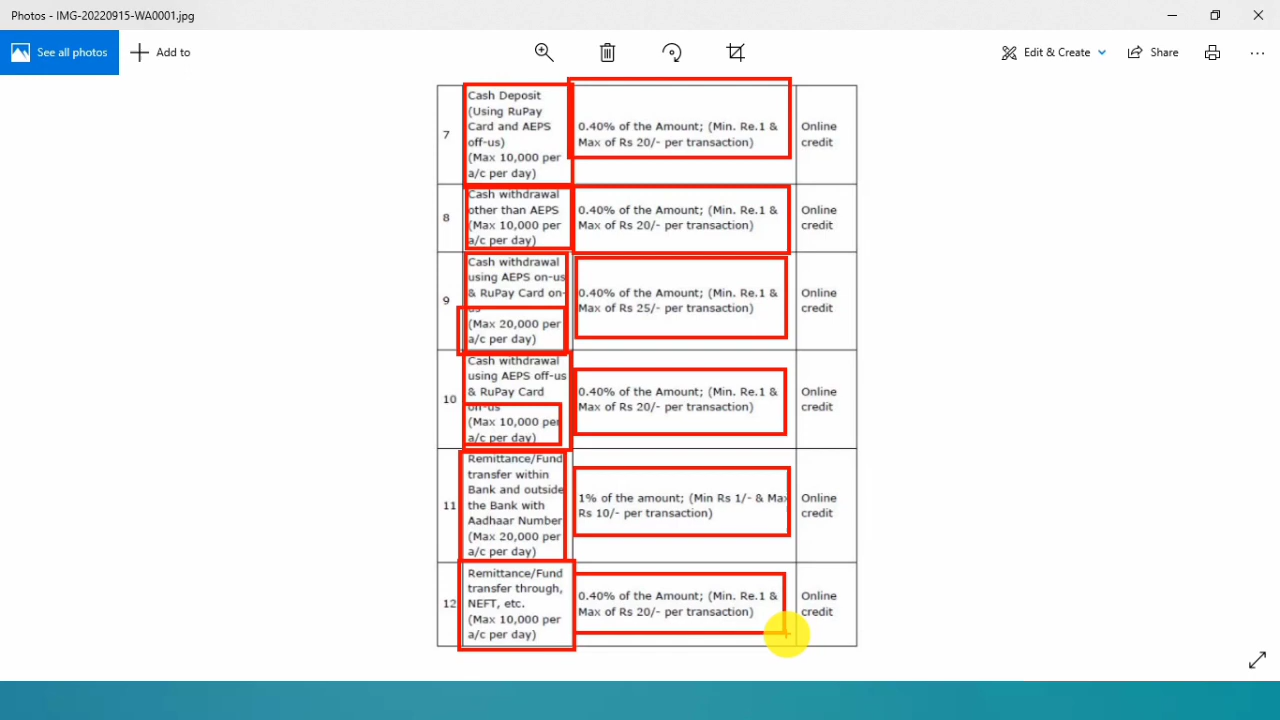 Photos - IMG-20220915-WA0001.jpg
See all photos
Add to
Edit & Create
Share
7
Cash Deposit
(Using RuPay
Card and AEPS
off-us)
(Max 10,000 per
a/c per day)
0.40% of the Amount; (Min. Re.1 &
Max of Rs 20/- per transaction)
Online
credit
8
Cash withdrawal
other than AEPS
(Max 10,000 per
a/c per day)
0.40% of the Amount; (Min. Re.1 &
Max of Rs 20/- per transaction)
Online
credit
9
Cash withdrawal
using AEPS on-us
& RuPay Card on-
us
(Max 20,000 per
a/c per day)
0.40% of the Amount; (Min. Re.1 &
Max of Rs 25/- per transaction)
Online
credit
10
Cash withdrawal
using AEPS off-us
& RuPay Card
on-us
(Max 10,000 per
a/c per day)
0.40% of the Amount; (Min. Re.1 &
Max of Rs 20/- per transaction)
Online
credit
11
Remittance/Fund
transfer within
Bank and outside
the Bank with
Aadhaar Number
(Max 20,000 per
a/c per day)
1% of the amount; (Min Rs 1/- & Max
Rs 10/- per transaction)
Online
credit
12
Remittance/Fund
transfer through,
NEFT, etc.
(Max 10,000 per
a/c per day)
0.40% of the Amount; (Min. Re.1 &
Max of Rs 20/- per transaction)
Online
credit